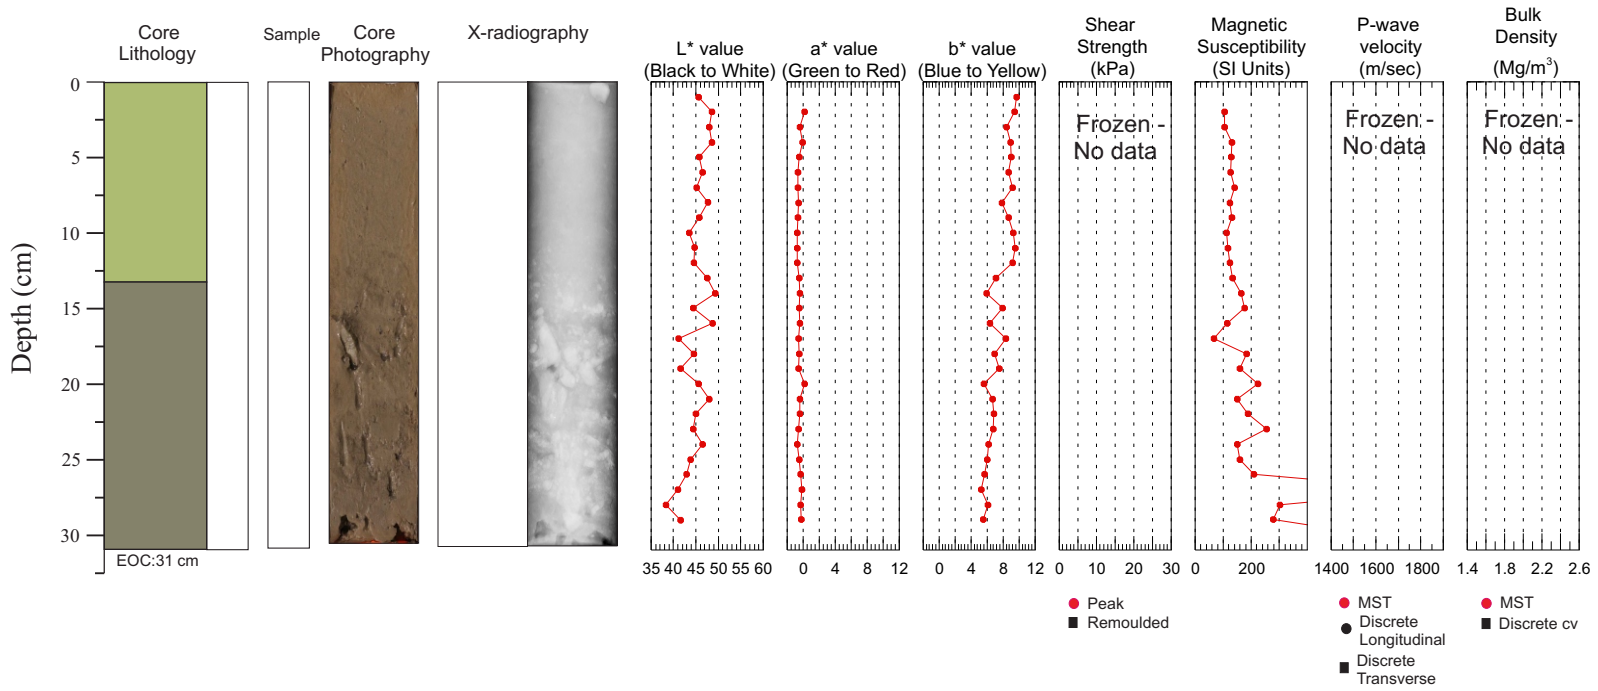 Core
Lithology
Sample
Core
Photography
X-radiography
L* value
(Black to White)
a* value
(Green to Red)
b* value
(Blue to Yellow)
Shear
Strength
(kPa)
Magnetic
Susceptibility
(SI Units)
P-wave
velocity
(m/sec)
Bulk
Density
(Mg/m³)
Depth (cm)
0
5
10
15
20
25
30
EOC:31 cm
Frozen -
No data
Frozen -
No data
Frozen -
No data
35 40 45 50 55 60
0 4 8 12
0 4 8 12
0 10 20 30
0 200
1400 1600 1800
1.4 1.8 2.2 2.6
Peak
Remoulded
MST
Discrete
Longitudinal
Discrete
Transverse
MST
Discrete cv